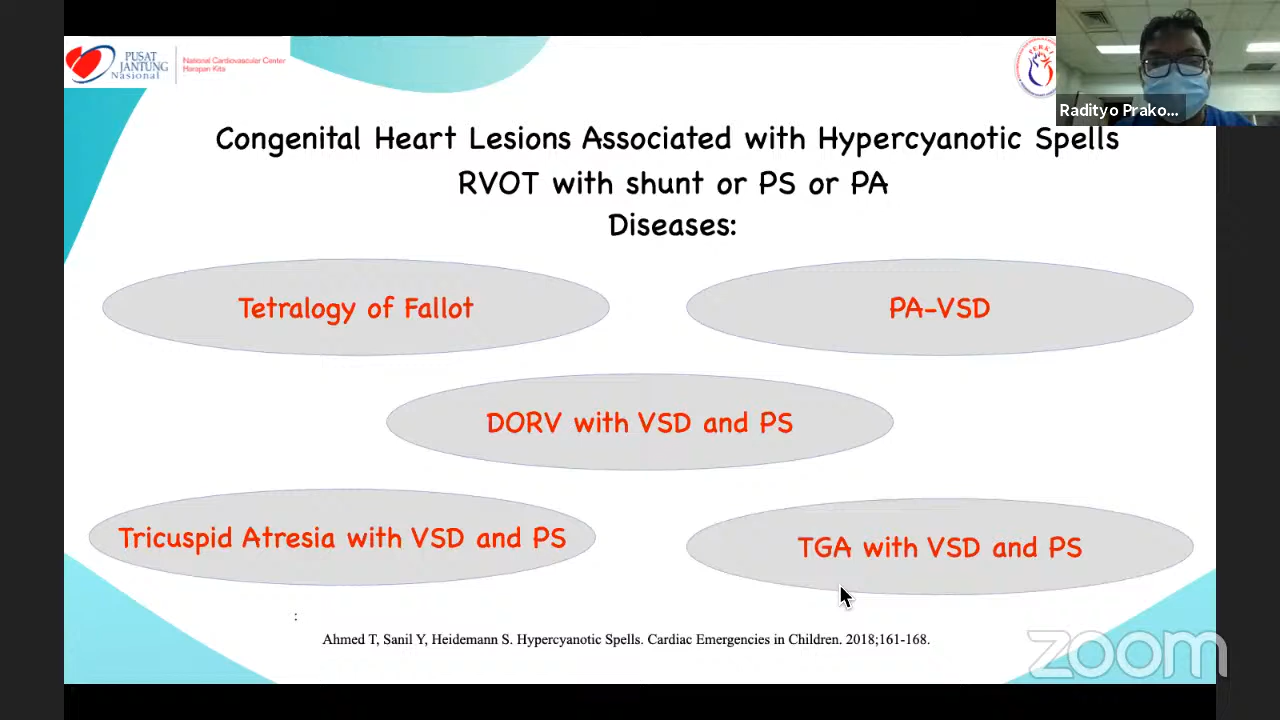 PUSAT
JANTUNG
Nasional
National Cardiovascular Center
Harapan Kita
PERKI
Radityo Prako...
Congenital Heart Lesions Associated with Hypercyanotic Spells
RVOT with shunt or PS or PA
Diseases:
Tetralogy of Fallot
PA-VSD
DORV with VSD and PS
Tricuspid Atresia with VSD and PS
TGA with VSD and PS
:
Ahmed T, Sanil Y, Heidemann S. Hypercyanotic Spells. Cardiac Emergencies in Children. 2018;161-168.
zoom